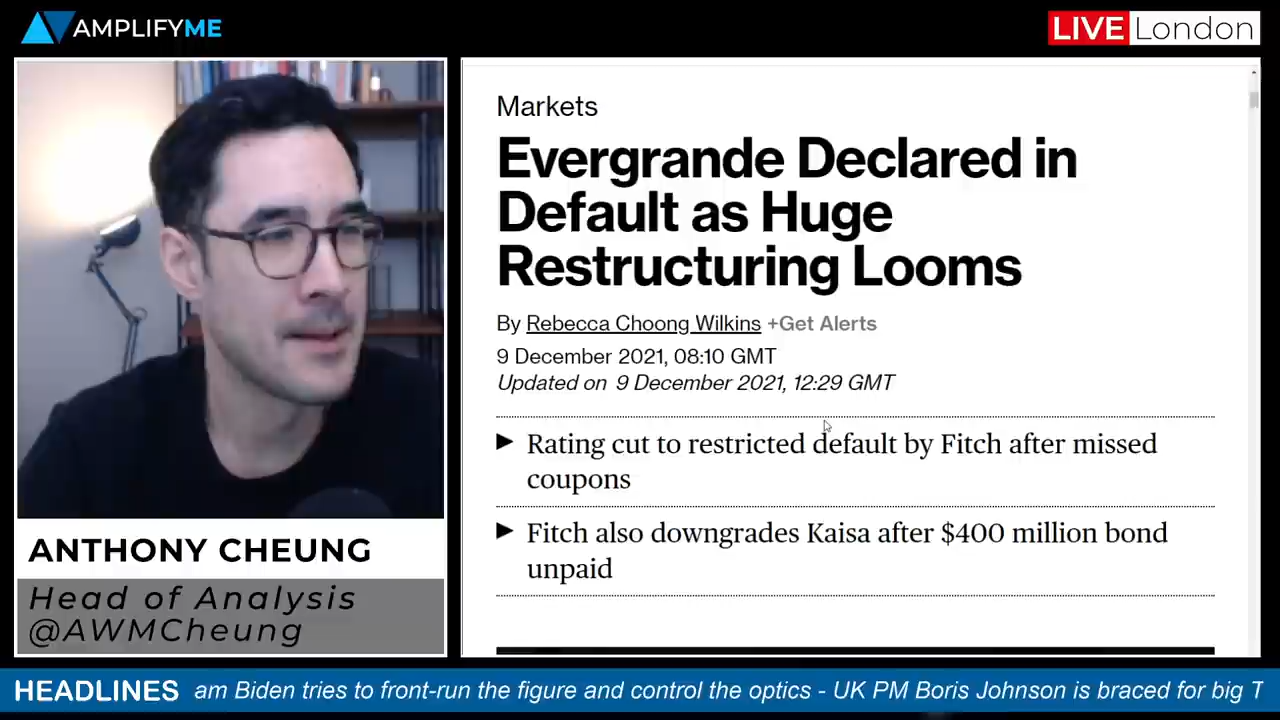 AMPLIFYME
LIVE London
Markets
Evergrande Declared in
Default as Huge
Restructuring Looms
By Rebecca Choong Wilkins +Get Alerts
9 December 2021, 08:10 GMT
Updated on 9 December 2021, 12:29 GMT
► Rating cut to restricted default by Fitch after missed
coupons
► Fitch also downgrades Kaisa after $400 million bond
unpaid
ANTHONY CHEUNG
Head of Analysis
@AWMCheung
HEADLINES am Biden tries to front-run the figure and control the optics - UK PM Boris Johnson is braced for big T